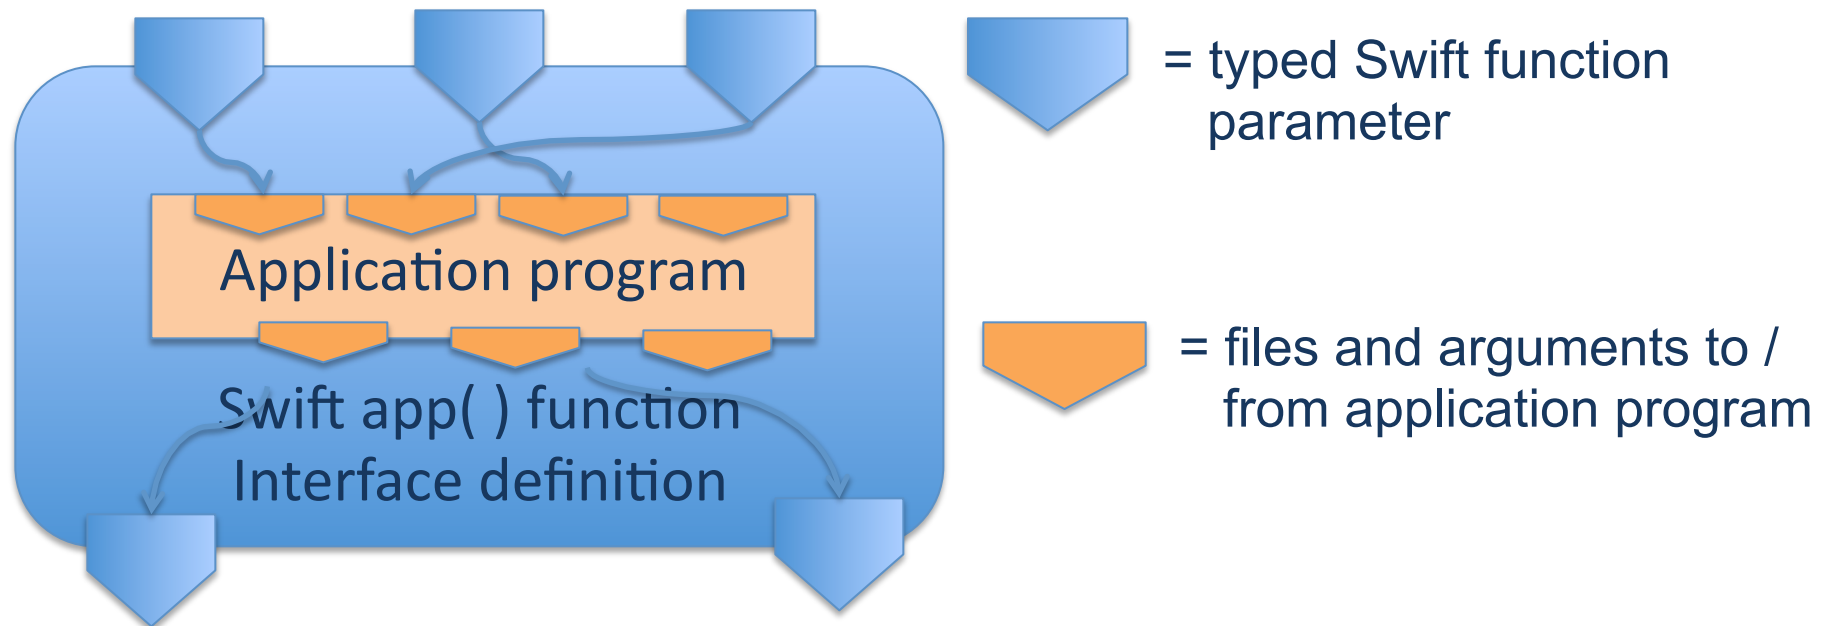 = typed Swift function
parameter
Application program
= files and arguments to /
from application program
Swift app( ) function
Interface definition